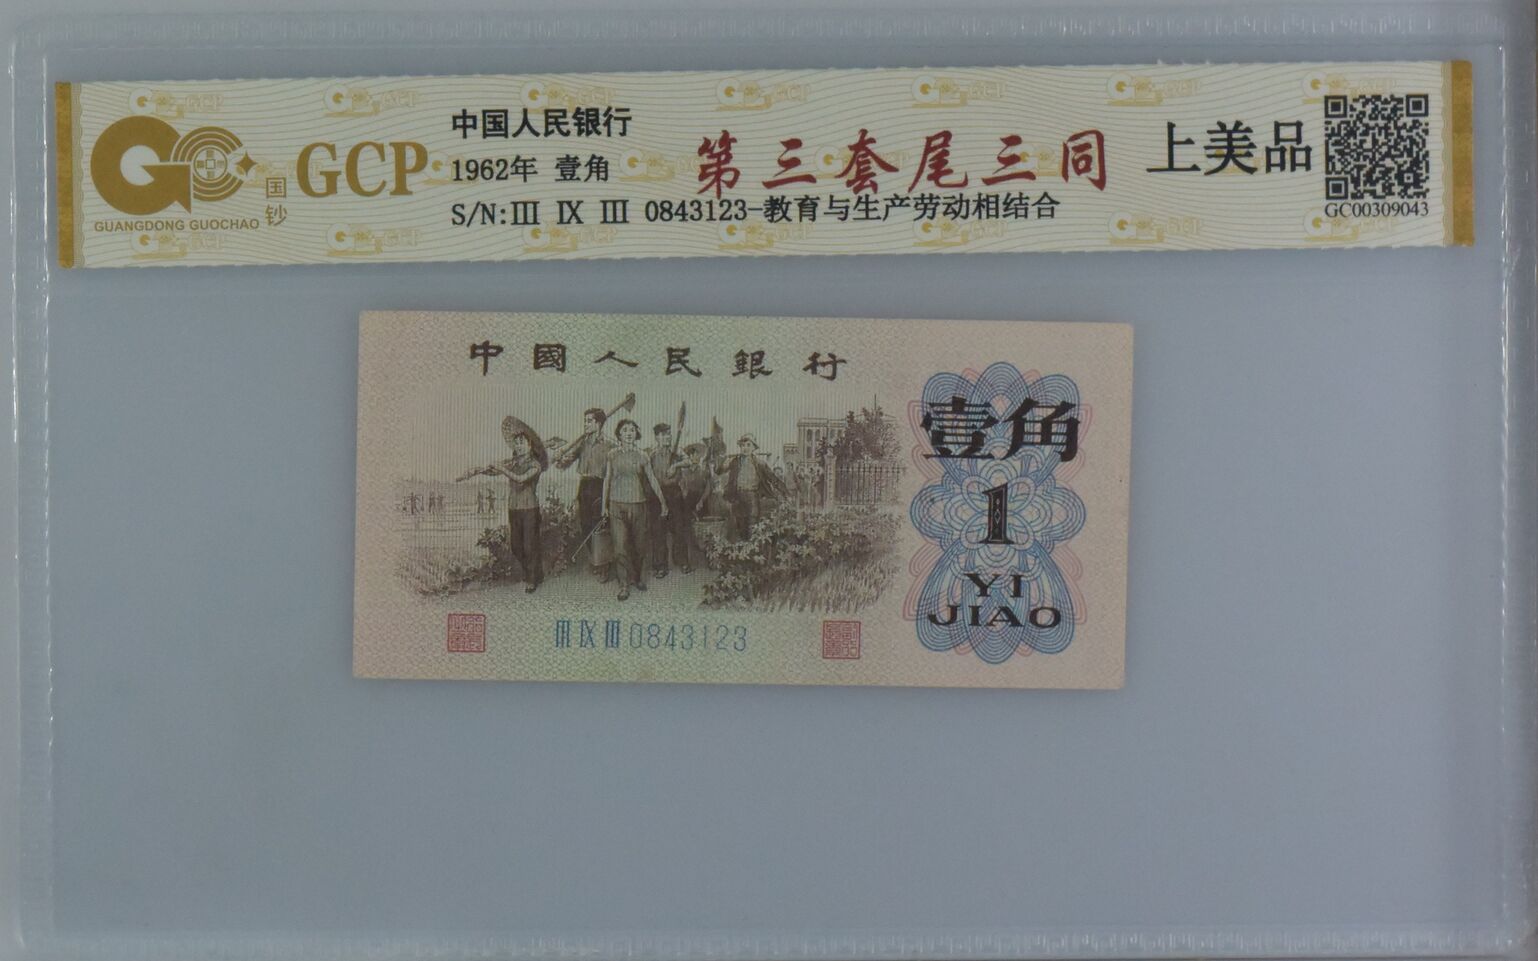 中国人民银行
1962年 壹角
第三套尾三同
S/N:Ⅲ Ⅸ Ⅲ 0843123-教育与生产劳动相结合
上美品
GC00309043
GCP
国钞
GUANGDONG GUOCHAO
中國人民銀行
壹角
1
YI
JIAO
Ⅲ Ⅸ Ⅲ 0843123